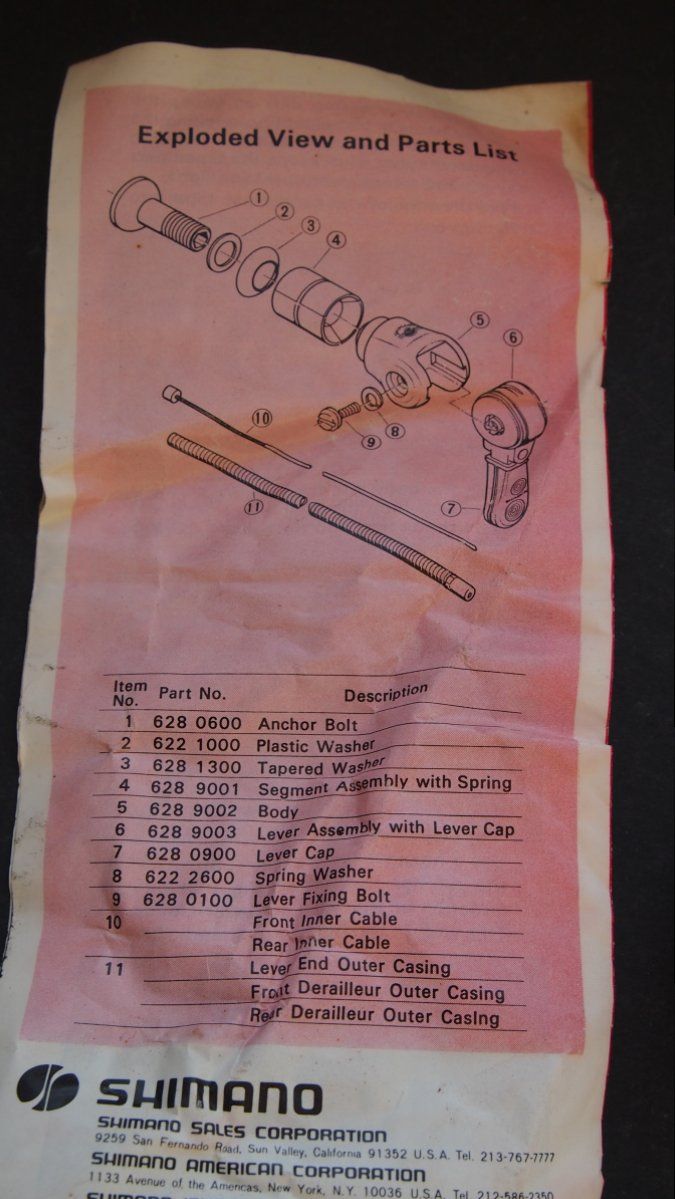 Exploded View and Parts List
1
2
3
4
5
6
7
8
9
10
11
Item No. Part No. Description
1 628 0600 Anchor Bolt
2 622 1000 Plastic Washer
3 628 1300 Tapered Washer
4 628 9001 Segment Assembly with Spring
5 628 9002 Body
6 628 9003 Lever Assembly with Lever Cap
7 628 0900 Lever Cap
8 622 2600 Spring Washer
9 628 0100 Lever Fixing Bolt
10 Front Inner Cable
Rear Inner Cable
11 Lever End Outer Casing
Front Derailleur Outer Casing
Rear Derailleur Outer Casing
SHIMANO
SHIMANO SALES CORPORATION
9259 San Fernando Road, Sun Valley, California 91352 U.S.A. Tel. 213-767-7777
SHIMANO AMERICAN CORPORATION
1133 Avenue of the Americas, New York, N.Y. 10036 U.S.A. Tel. 212-586-2350
SHIMANO